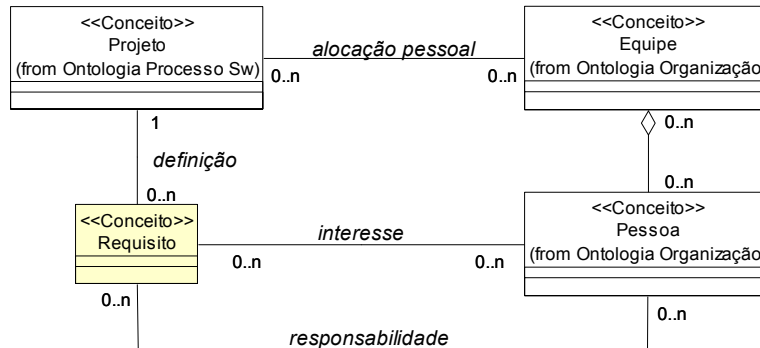 <<Conceito>>
Projeto
(from Ontologia Processo Sw)
alocação pessoal
0..n
0..n
<<Conceito>>
Equipe
(from Ontologia Organização
1
definição
0..n
0..n
0..n
<<Conceito>>
Requisito
interesse
0..n
0..n
<<Conceito>>
Pessoa
(from Ontologia Organização
0..n
responsabilidade
0..n